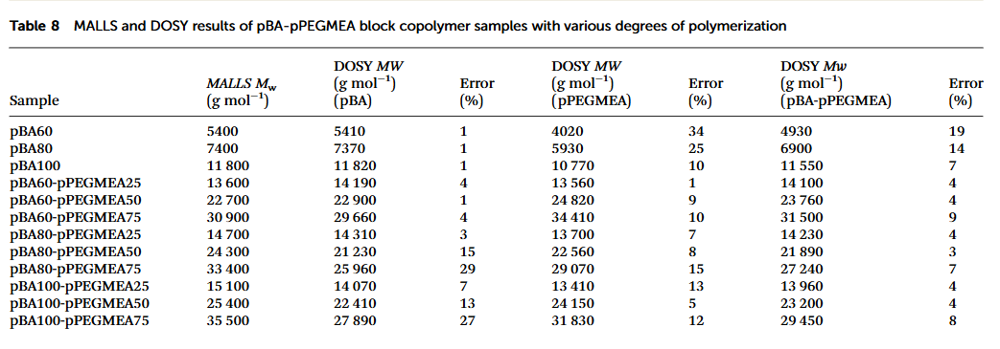 Table 8 MALLS and DOSY results of pBA-pPEGMEA block copolymer samples with various degrees of polymerization
Sample MALLS Mw (g mol−1) DOSY MW (g mol−1) (pBA) Error (%) DOSY MW (g mol−1) (pPEGMEA) Error (%) DOSY Mw (g mol−1) (pBA-pPEGMEA) Error (%)
pBA60 5400 5410 1 4020 34 4930 19
pBA80 7400 7370 1 5930 25 6900 14
pBA100 11 800 11 820 1 10 770 10 11 550 7
pBA60-pPEGMEA25 13 600 14 190 4 13 560 1 14 100 4
pBA60-pPEGMEA50 22 700 22 900 1 24 820 9 23 760 4
pBA60-pPEGMEA75 30 900 29 660 4 34 410 10 31 500 9
pBA80-pPEGMEA25 14 700 14 310 3 13 700 7 14 230 4
pBA80-pPEGMEA50 24 300 21 230 15 22 560 8 21 890 3
pBA80-pPEGMEA75 33 400 25 960 29 29 070 15 27 240 7
pBA100-pPEGMEA25 15 100 14 070 7 13 410 13 13 960 4
pBA100-pPEGMEA50 25 400 22 410 13 24 150 5 23 200 4
pBA100-pPEGMEA75 35 500 27 890 27 31 830 12 29 450 8